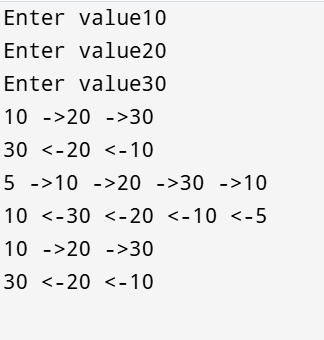 Enter value10
Enter value20
Enter value30
10 ->20 ->30
30 <-20 <-10
5 ->10 ->20 ->30 ->10
10 <-30 <-20 <-10 <-5
10 ->20 ->30
30 <-20 <-10